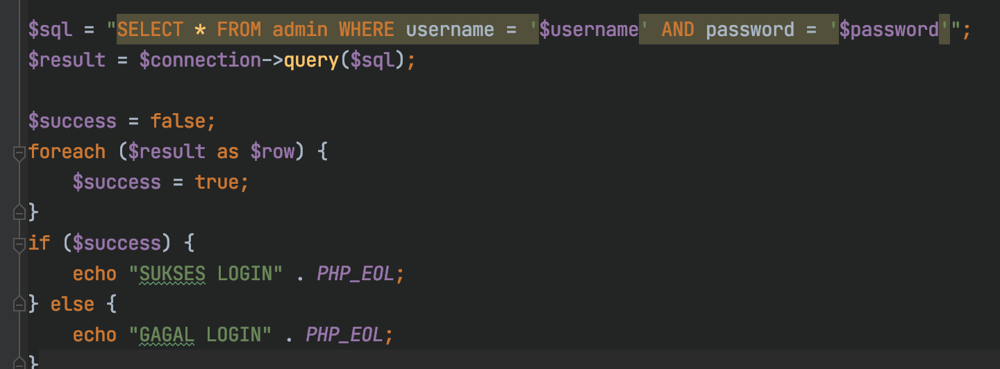 $sql = "SELECT * FROM admin WHERE username = '$username' AND password = '$password'";
$result = $connection->query($sql);
$success = false;
foreach ($result as $row) {
    $success = true;
}
if ($success) {
    echo "SUKSES LOGIN" . PHP_EOL;
} else {
    echo "GAGAL LOGIN" . PHP_EOL;
}